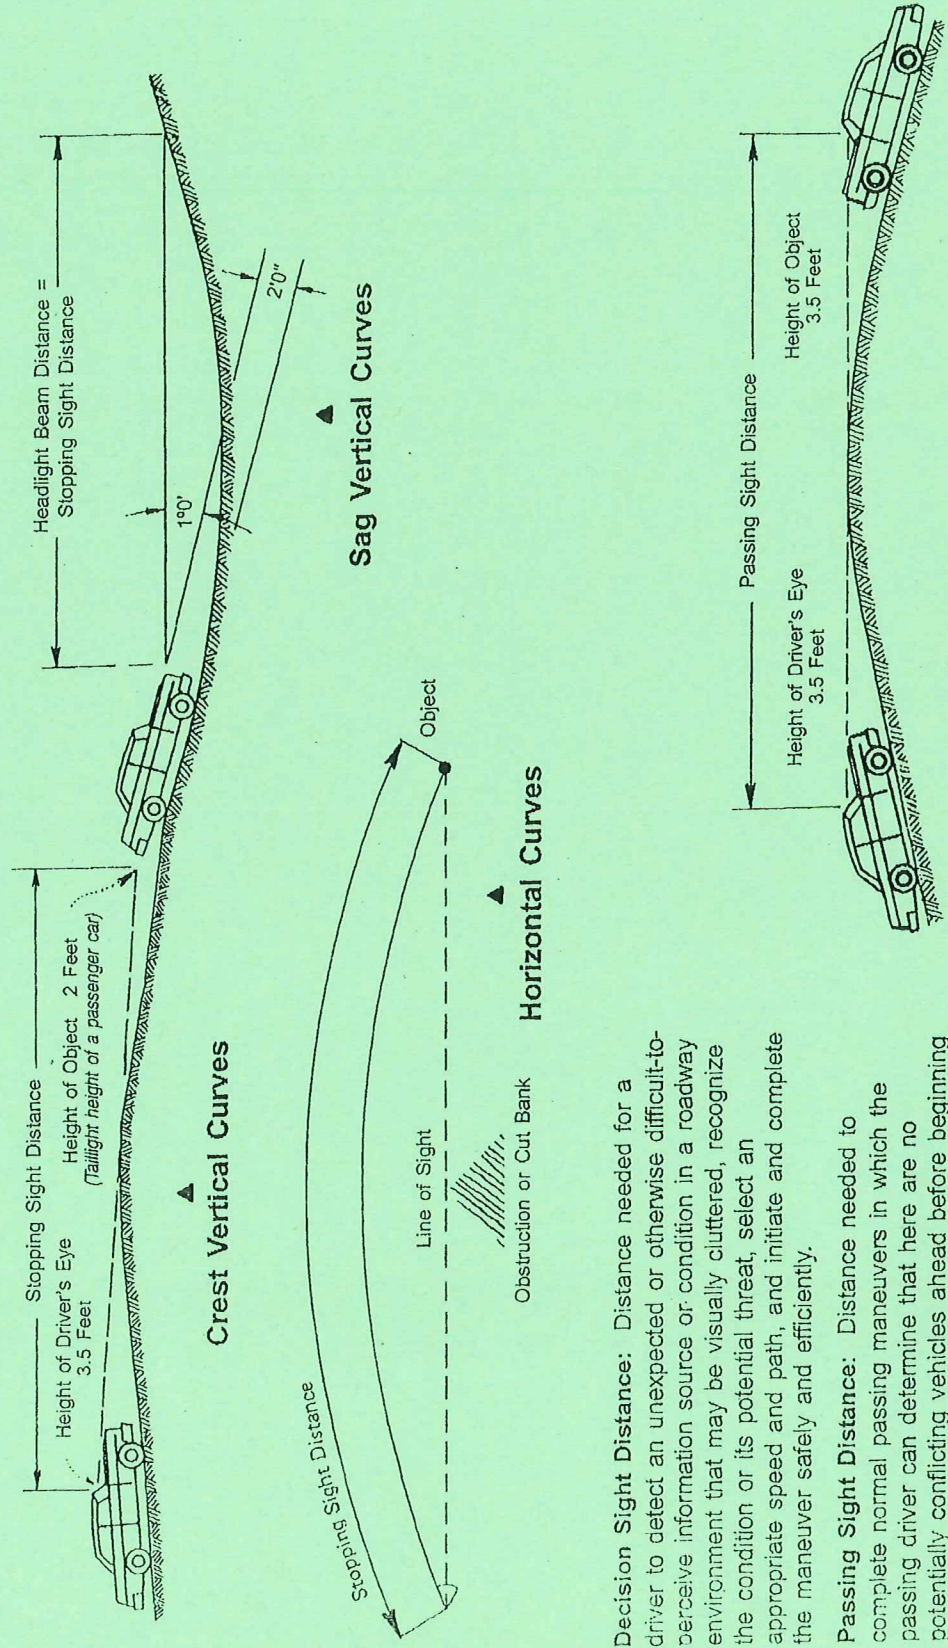 Stopping Sight Distance
Height of Driver's Eye
3.5 Feet
Height of Object 2 Feet
(Taillight height of a passenger car)
Crest Vertical Curves
Headlight Beam Distance =
Stopping Sight Distance
1°0'
2'0"
Sag Vertical Curves
Stopping Sight Distance
Object
Line of Sight
Obstruction or Cut Bank
Horizontal Curves
Decision Sight Distance: Distance needed for a
driver to detect an unexpected or otherwise difficult-to-
perceive information source or condition in a roadway
environment that may be visually cluttered, recognize
the condition or its potential threat, select an
appropriate speed and path, and initiate and complete
the maneuver safely and efficiently.
Passing Sight Distance: Distance needed to
complete normal passing maneuvers in which the
passing driver can determine that here are no
potentially conflicting vehicles ahead before beginning
Passing Sight Distance
Height of Driver's Eye
3.5 Feet
Height of Object
3.5 Feet